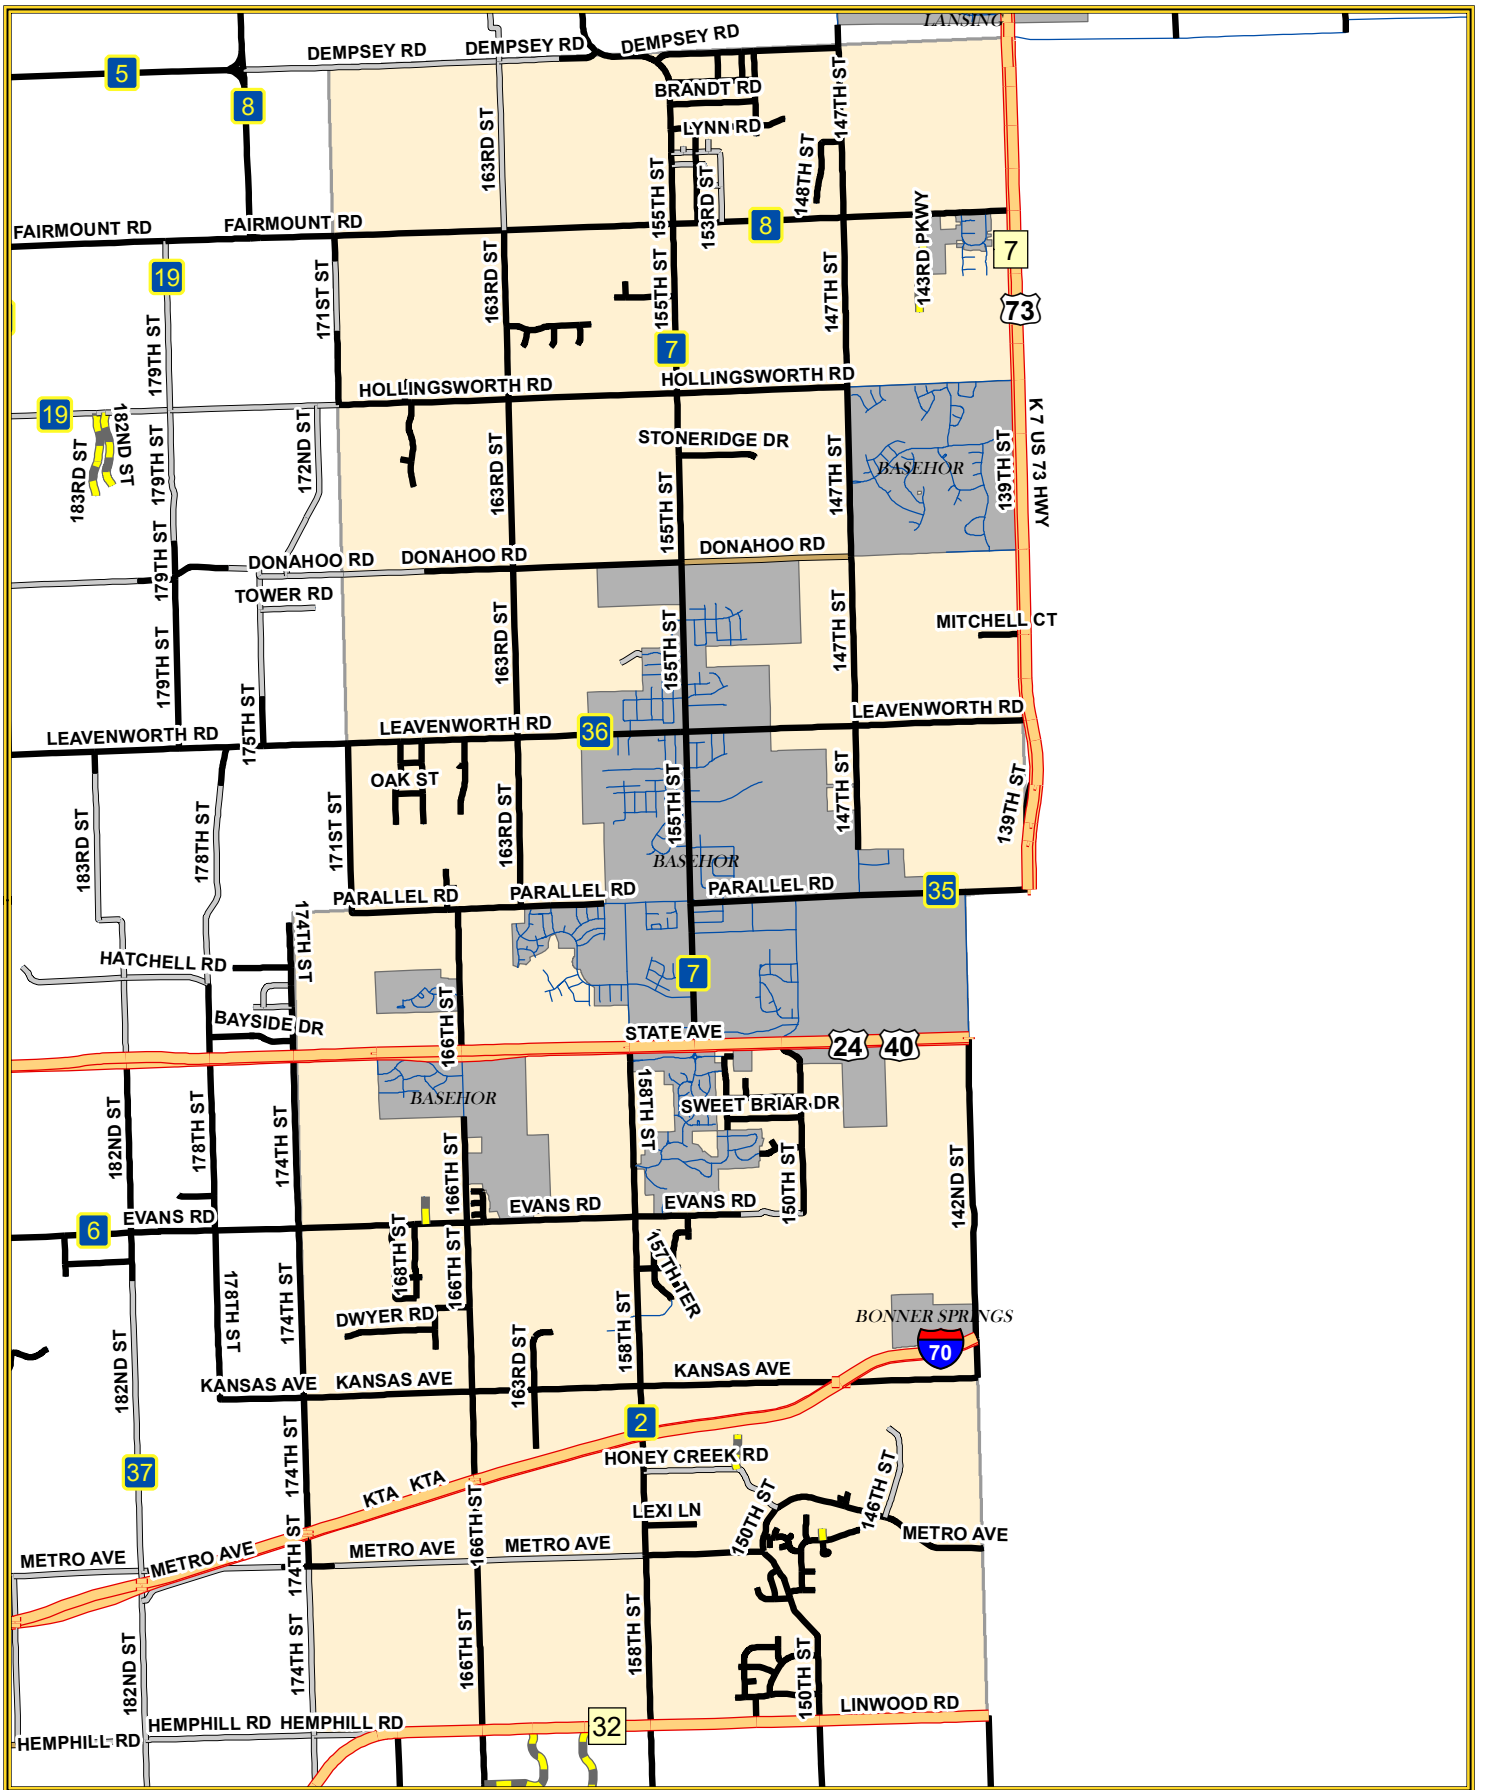 LANSING
DEMPSEY RD
DEMPSEY RD
DEMPSEY RD
5
8
BRANDT RD
LYNN RD
147TH ST
163RD ST
148TH ST
155TH ST
153RD ST
FAIRMOUNT RD
FAIRMOUNT RD
8
143RD PKWY
7
73
19
171ST ST
163RD ST
155TH ST
147TH ST
179TH ST
7
HOLLINGSWORTH RD
HOLLINGSWORTH RD
19
182ND ST
183RD ST
179TH ST
172ND ST
163RD ST
STONERIDGE DR
155TH ST
147TH ST
BASEHOR
139TH ST
K 7 US 73 HWY
179TH ST
DONAHOO RD
DONAHOO RD
DONAHOO RD
TOWER RD
179TH ST
163RD ST
155TH ST
147TH ST
MITCHELL CT
175TH ST
LEAVENWORTH RD
LEAVENWORTH RD
36
LEAVENWORTH RD
OAK ST
183RD ST
178TH ST
171ST ST
163RD ST
155TH ST
147TH ST
139TH ST
BASEHOR
PARALLEL RD
PARALLEL RD
PARALLEL RD
35
174TH ST
HATCHELL RD
7
BAYSIDE DR
166TH ST
STATE AVE
24
40
BASEHOR
158TH ST
SWEET BRIAR DR
182ND ST
178TH ST
174TH ST
166TH ST
150TH ST
142ND ST
6
EVANS RD
EVANS RD
EVANS RD
168TH ST
166TH ST
157TH TER
178TH ST
174TH ST
DWYER RD
158TH ST
BONNER SPRINGS
70
182ND ST
163RD ST
KANSAS AVE
KANSAS AVE
KANSAS AVE
2
174TH ST
HONEY CREEK RD
37
KTA
KTA
166TH ST
150TH ST
146TH ST
LEXI LN
METRO AVE
METRO AVE
METRO AVE
174TH ST
METRO AVE
METRO AVE
182ND ST
174TH ST
166TH ST
158TH ST
150TH ST
LINWOOD RD
HEMPHILL RD
HEMPHILL RD
HEMPHILL RD
32